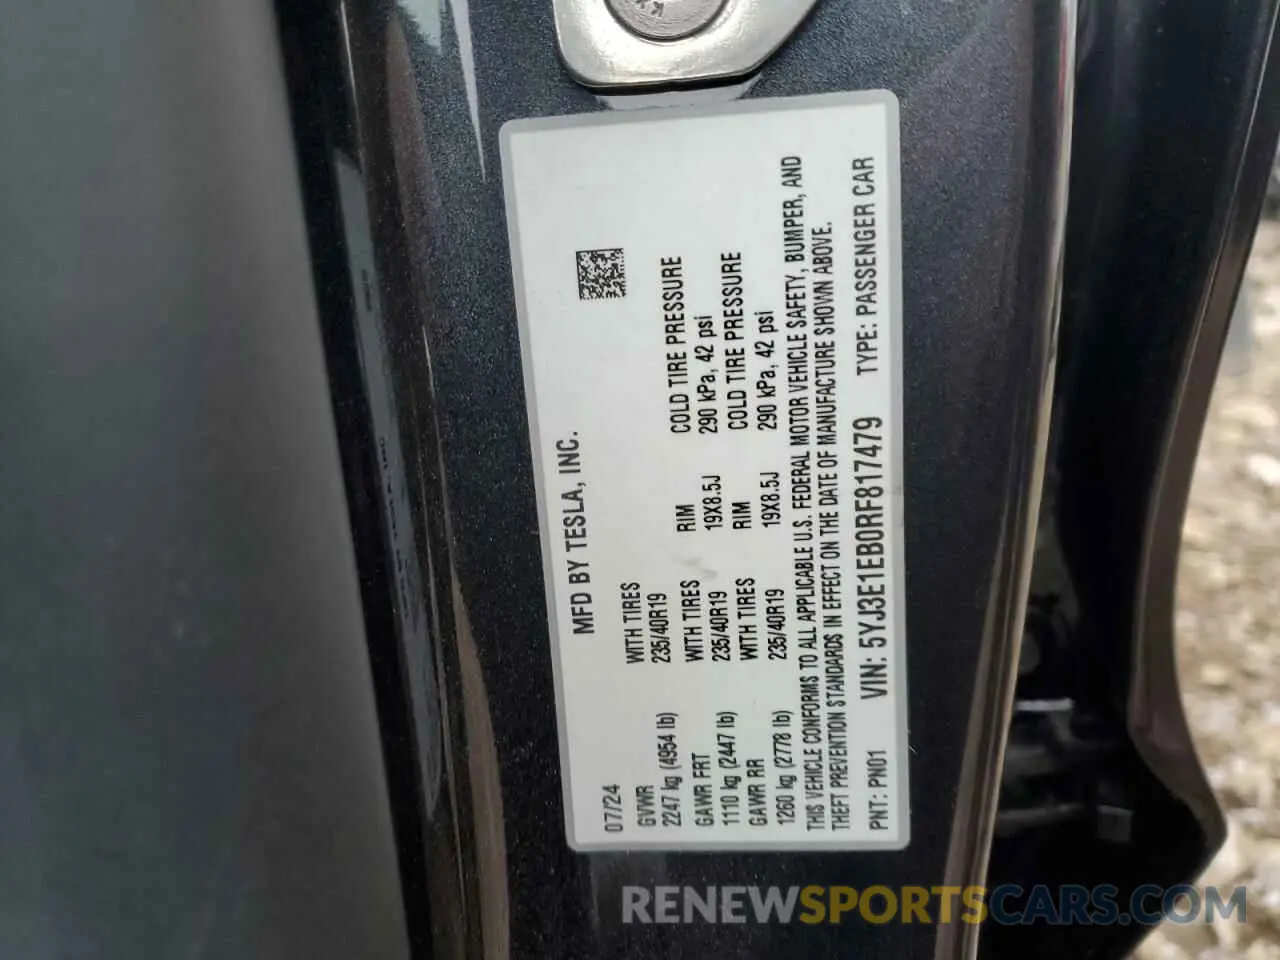 MFD BY TESLA, INC.
07/24
GVWR WITH TIRES RIM COLD TIRE PRESSURE
2247 kg (4954 lb) 235/40R19 19X8.5J 290 kPa, 42 psi
GAWR FRT WITH TIRES RIM COLD TIRE PRESSURE
1110 kg (2447 lb) 235/40R19 19X8.5J 290 kPa, 42 psi
GAWR RR WITH TIRES
1260 kg (2778 lb) 235/40R19
THIS VEHICLE CONFORMS TO ALL APPLICABLE U.S. FEDERAL MOTOR VEHICLE SAFETY, BUMPER, AND
THEFT PREVENTION STANDARDS IN EFFECT ON THE DATE OF MANUFACTURE SHOWN ABOVE.
PNT: PN01 VIN: 5YJ3E1EB0RF817479 TYPE: PASSENGER CAR
RENEWSPORTSCARS.COM